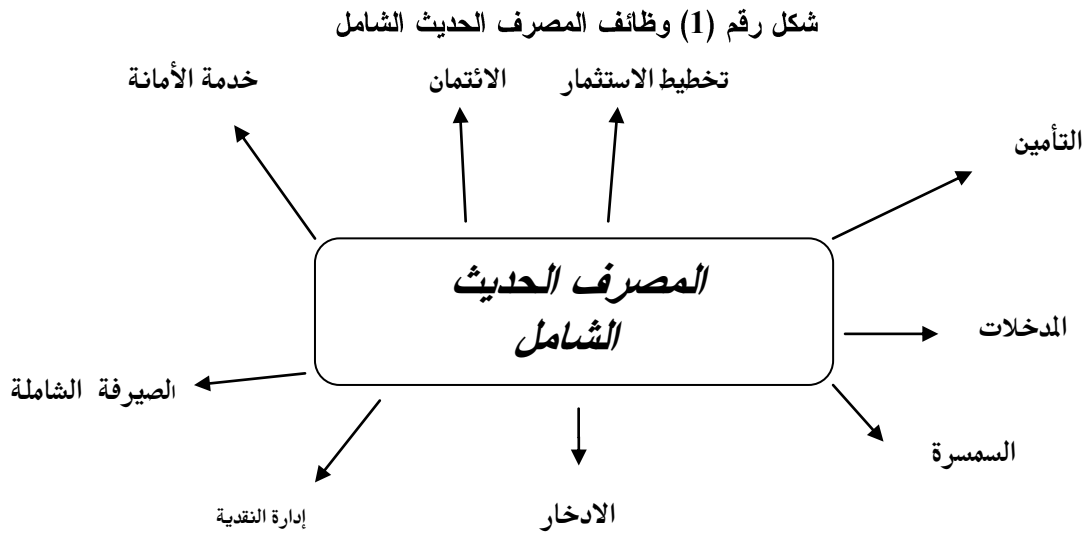 شكل رقم (1) وظائف المصرف الحديث الشامل
تخطيط الاستثمار
الائتمان
خدمة الأمانة
التأمين
المصرف الحديث
الشامل
المدخلات
الصيرفة الشاملة
السمسرة
الادخار
إدارة النقدية